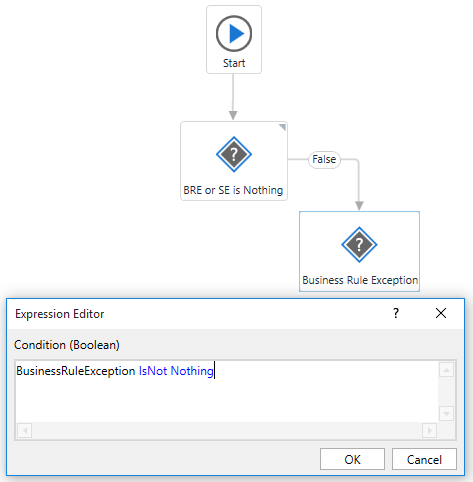 Start
BRE or SE is Nothing
False
Business Rule Exception
Expression Editor
?
Condition (Boolean)
BusinessRuleException IsNot Nothing
OK
Cancel